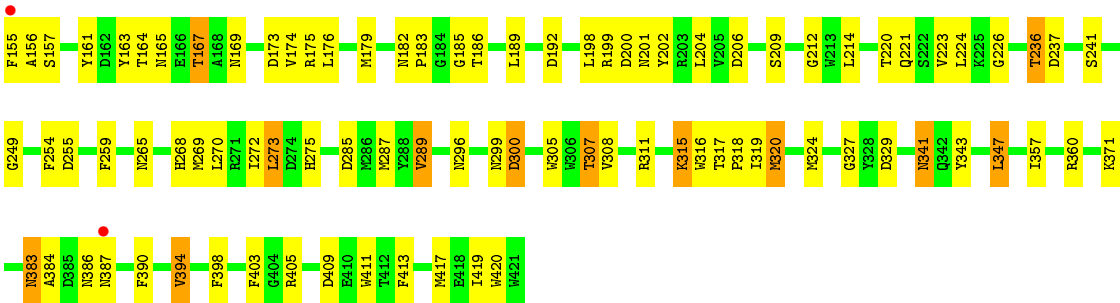 F155 A156 S157 Y161 D162 Y163 T164 N165 E166 T167 A168 N169 D173 V174 R175 L176 M179 N182 P183 G184 G185 T186 L189 D192 L198 R199 D200 N201 Y202 R203 L204 V205 D206 S209 G212 W213 L214 T220 Q221 S222 V223 L224 K225 G226 T236 D237 S241
G249 F254 D255 F259 N265 H268 M269 L270 R271 I272 L273 D274 H275 D285 M286 M287 Y288 V289 N296 N299 D300 W305 W306 T307 V308 R311 K315 W316 T317 P318 I319 M320 M324 G327 Y328 D329 N341 Q342 Y343 L347 I357 R360 K371
N383 A384 D385 N386 N387 F390 V394 F398 F403 G404 R405 D409 E410 W411 T412 F413 M417 E418 I419 W420 W421